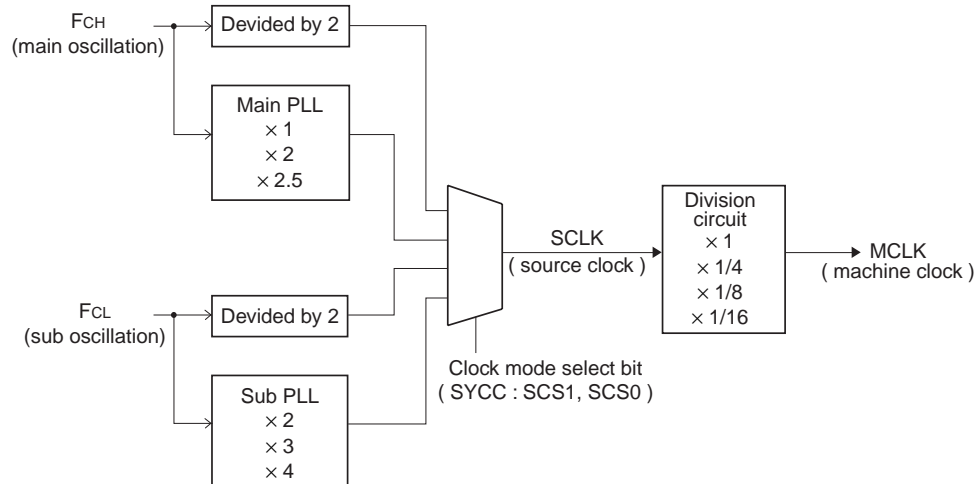 FCH
(main oscillation)
Devided by 2
Main PLL
× 1
× 2
× 2.5
FCL
(sub oscillation)
Devided by 2
Sub PLL
× 2
× 3
× 4
Clock mode select bit
( SYCC : SCS1, SCS0 )
SCLK
( source clock )
Division
circuit
× 1
× 1/4
× 1/8
× 1/16
MCLK
( machine clock )